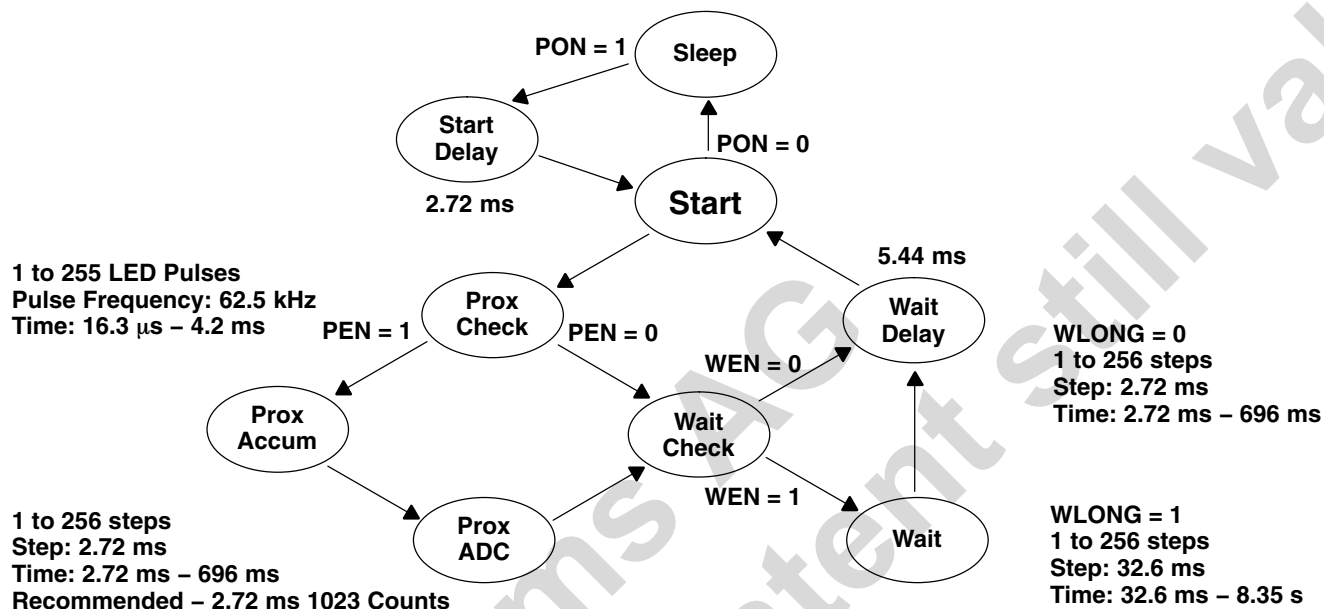 PON = 1
Sleep
Start
Delay
2.72 ms
PON = 0
Start
1 to 255 LED Pulses
Pulse Frequency: 62.5 kHz
Time: 16.3 μs – 4.2 ms
Prox
Check
PEN = 1
PEN = 0
5.44 ms
Wait
Delay
WEN = 0
WLONG = 0
1 to 256 steps
Step: 2.72 ms
Time: 2.72 ms – 696 ms
Prox
Accum
Wait
Check
WEN = 1
1 to 256 steps
Step: 2.72 ms
Time: 2.72 ms – 696 ms
Recommended – 2.72 ms 1023 Counts
Prox
ADC
Wait
WLONG = 1
1 to 256 steps
Step: 32.6 ms
Time: 32.6 ms – 8.35 s
ms AG
tent still val